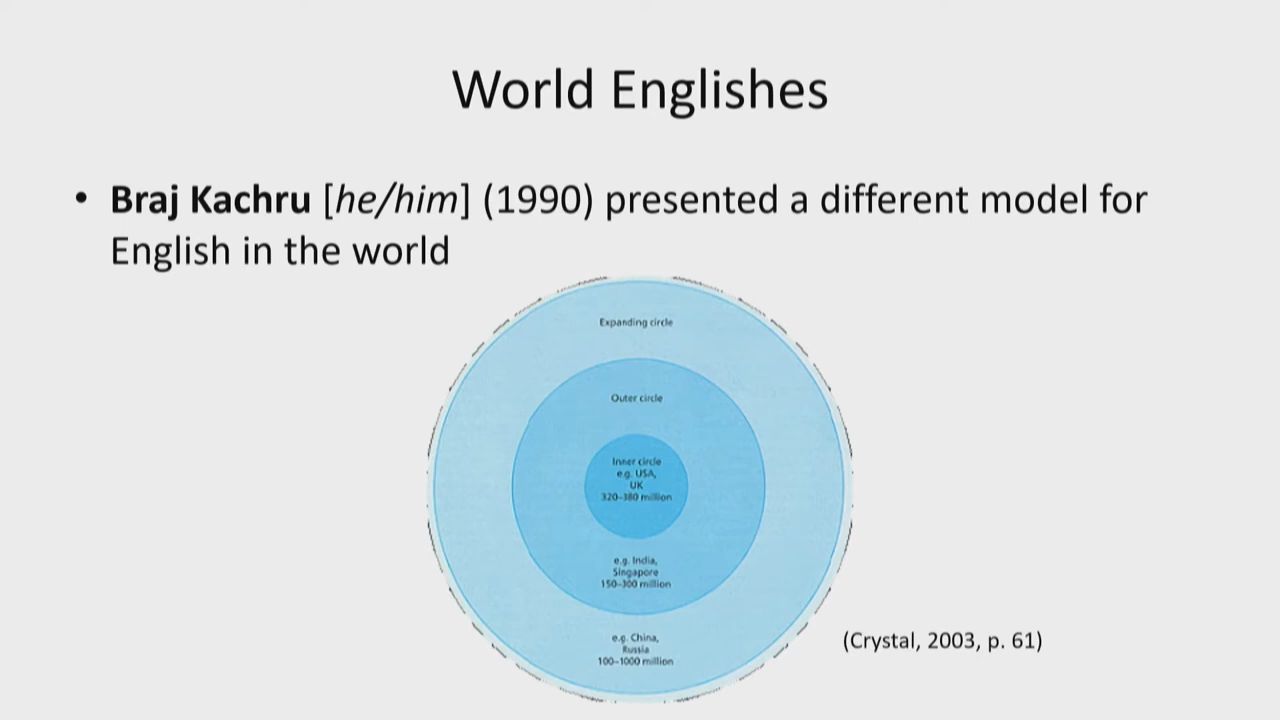 World Englishes
• Braj Kachru [he/him] (1990) presented a different model for
English in the world
Expanding circle
Outer circle
Inner circle
e.g. USA,
UK
320–380 million
e.g. India,
Singapore
150–300 million
e.g. China,
Russia
100–1000 million
(Crystal, 2003, p. 61)